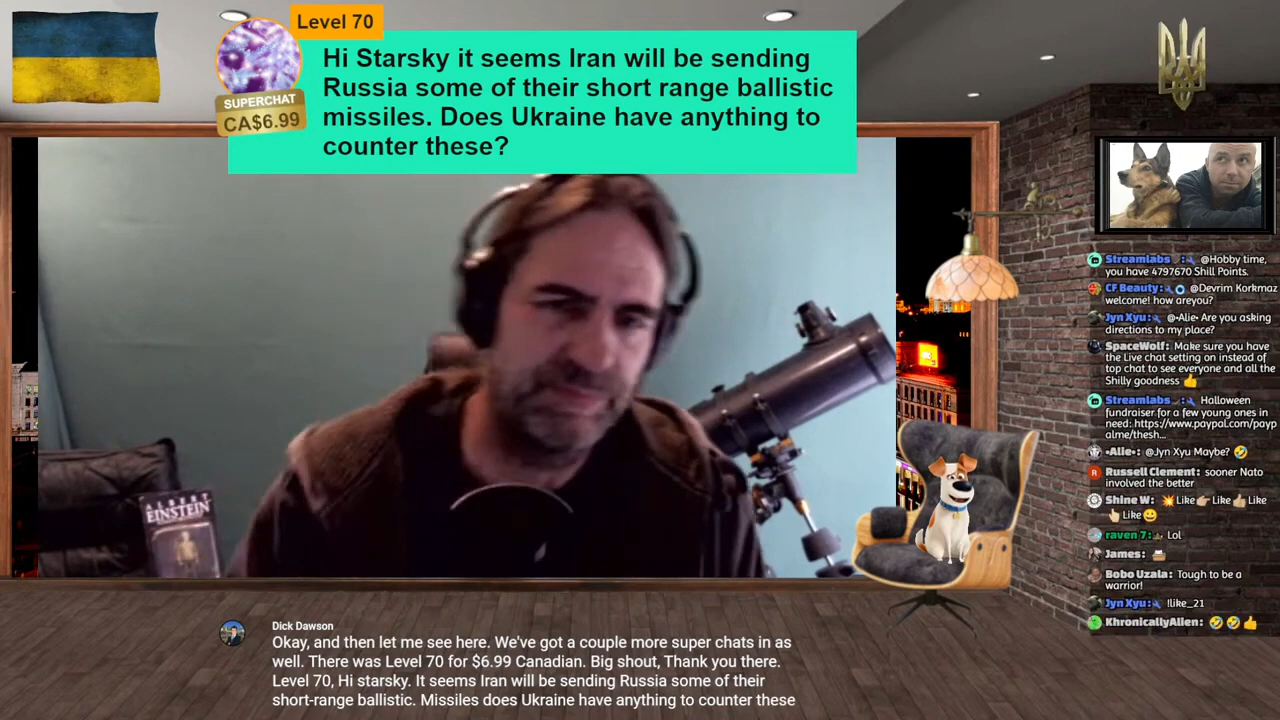 Level 70
SUPERCHAT
CA$6.99
Hi Starsky it seems Iran will be sending
Russia some of their short range ballistic
missiles. Does Ukraine have anything to
counter these?
ALBERT
EINSTEIN
Streamlabs : @Hobby time,
you have 4797670 Shill Points.
CF Beauty: @Devrim Korkmaz
welcome! how areyou?
Jyn Xyu: @•Alie• Are you asking
directions to my place?
SpaceWolf: Make sure you have
the Live chat setting on instead of
top chat to see everyone and all the
Shilly goodness 👍
Streamlabs : Halloween
fundraiser for a few young ones in
need: https://www.paypal.com/payp
alme/thesh...
•Alie•: @Jyn Xyu Maybe? 🤣
Russell Clement: sooner Nato
involved the better
Shine W: 💥Like👉🏼Like👍🏼Like
👆🏼Like😀
raven 7: Lol
James:
Bobo Uzala: Tough to be a
warrior!
Jyn Xyu: !like_21
KhronicallyAlien: 🤣🤣👍
Dick Dawson
Okay, and then let me see here. We've got a couple more super chats in as
well. There was Level 70 for $6.99 Canadian. Big shout, Thank you there.
Level 70, Hi starsky. It seems Iran will be sending Russia some of their
short-range ballistic. Missiles does Ukraine have anything to counter these